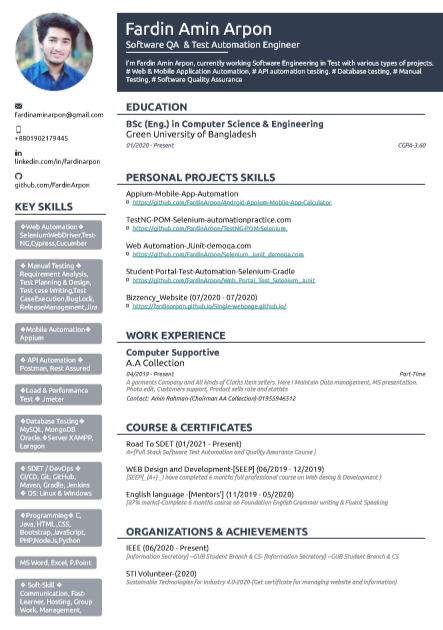 Fardin Amin Arpon
Software QA & Test Automation Engineer
I'm Fardin Amin Arpon, currently working Software Engineering in Test with various types of projects.
# Web & Mobile Application Automation, # API automation testing, # Database testing, # Manual
Testing, # Software Quality Assurance
fardinaminarpon@gmail.com
+8801902179445
linkedin.com/in/fardinarpon
github.com/FardinArpon
KEY SKILLS
❖Web Automation❖
SeleniumWebDriver,Test-
NG,Cypress,Cucumber
❖ Manual Testing ❖
Requirement Analysis,
Test Planning & Design,
Test case Writing,Test
CaseExecution,BugLock,
ReleaseManagement,Jira
❖Mobile Automation❖
Appium
❖ API Automation ❖
Postman, Rest Assured
❖Load & Performance
Test ❖ Jmeter
❖Database Testing❖
MySQL, MongoDB
Oracle.❖Server XAMPP,
Laragon
❖ SDET / DevOps ❖
CI/CD, Git, GitHub,
Maven, Gradle, Jenkins
❖ OS: Linux & Windows
❖Programming❖ C,
Java, HTML ,CSS,
Bootstrap,JavaScript,
PHP,NodeJs,Python
MS Word, Excel, P.Point
❖ Soft-Skill ❖
Communication, Fast-
Learner, Hosting, Group
Work, Management,
EDUCATION
BSc (Eng.) in Computer Science & Engineering
Green University of Bangladesh
01/2020 - Present CGPA-3.60
PERSONAL PROJECTS SKILLS
Appium-Mobile-App-Automation
https://github.com/FardinArpon/Android-Appium-Mobile-App-Calculator
TestNG-POM-Selenium-automationpractice.com
https://github.com/FardinArpon/TestNG-POM-Selenium.
Web Automation-JUnit-demoqa.com
https://github.com/FardinArpon/Selenium_Junit_demoqa.com
Student-Portal-Test-Automation-Selenium-Gradle
https://github.com/FardinArpon/Web_Portal_Test_Selenium_Junit
Bizzency_Website (07/2020 - 07/2020)
https://fardinarpon.github.io/Single-webpage.github.io/
WORK EXPERIENCE
Computer Supportive
A.A Collection
04/2019 - Present Part-Time
A garments Company and All kinds of Cloths item sellers. Here I Maintain Data management, MS presentation.
Photo edit, Customers support, Product sells rate and statistics
Contact: Amin Rahman-(Chairman AA Collection)-01955946512
COURSE & CERTIFICATES
Road To SDET (01/2021 - Present)
A+[Full Stack Software Test Automation and Quality Assurance Course ]
WEB Design and Development-[SEEP] (06/2019 - 12/2019)
[SEEP]_(A+) _I have completed 6 months full professional course on Web desing & Development )
English language -[Mentors'] (11/2019 - 05/2020)
[87% marks]-Complete 6 months course on Foundation English Grammar writing & Fluent Speaking
ORGANIZATIONS & ACHIEVEMENTS
IEEE (06/2020 - Present)
[Information Secretary] ~GUB Student Branch & CS- [Information Secretary] ~GUB Student Branch & CS
STI Volunteer-(2020)
Sustainable Technologies for Industry 4.0-2020-(Get certificate for managing website and information)